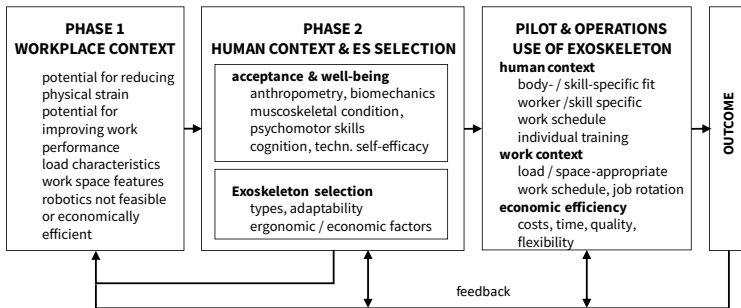 PHASE 1
WORKPLACE CONTEXT
potential for reducing
physical strain
potential for
improving work
performance
load characteristics
work space features
robotics not feasible
or economically
efficient
PHASE 2
HUMAN CONTEXT & ES SELECTION
acceptance & well-being
anthropometry, biomechanics
muscoskeletal condition,
psychomotor skills
cognition, techn. self-efficacy
Exoskeleton selection
types, adaptability
ergonomic / economic factors
PILOT & OPERATIONS
USE OF EXOSKELETON
human context
body- / skill-specific fit
worker /skill specific
work schedule
individual training
work context
load / space-appropriate
work schedule, job rotation
economic efficiency
costs, time, quality,
flexibility
OUTCOME
feedback